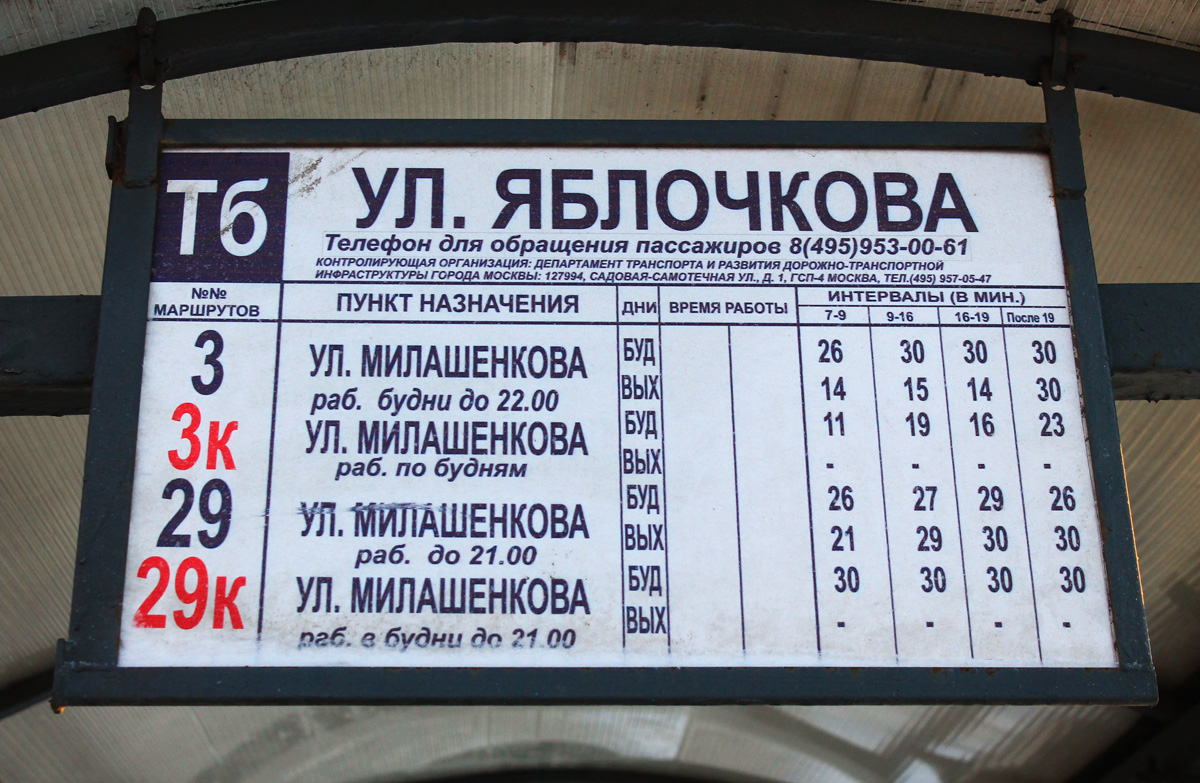 Тб
УЛ. ЯБЛОЧКОВА
Телефон для обращения пассажиров 8(495)953-00-61
КОНТРОЛИРУЮЩАЯ ОРГАНИЗАЦИЯ: ДЕПАРТАМЕНТ ТРАНСПОРТА И РАЗВИТИЯ ДОРОЖНО-ТРАНСПОРТНОЙ
ИНФРАСТРУКТУРЫ ГОРОДА МОСКВЫ: 127994, САДОВАЯ-САМОТЕЧНАЯ УЛ., Д. 1, ГСП-4 МОСКВА, ТЕЛ.(495) 957-05-47
№№ МАРШРУТОВ ПУНКТ НАЗНАЧЕНИЯ ДНИ ВРЕМЯ РАБОТЫ ИНТЕРВАЛЫ (В МИН.)
7-9 9-16 16-19 После 19
3 УЛ. МИЛАШЕНКОВА БУД 26 30 30 30
раб. будни до 22.00 ВЫХ 14 15 14 30
3к УЛ. МИЛАШЕНКОВА БУД 11 19 16 23
раб. по будням ВЫХ - - - -
29 УЛ. МИЛАШЕНКОВА БУД 26 27 29 26
раб. до 21.00 ВЫХ 21 29 30 30
29к УЛ. МИЛАШЕНКОВА БУД 30 30 30 30
раб. в будни до 21.00 ВЫХ - - - -